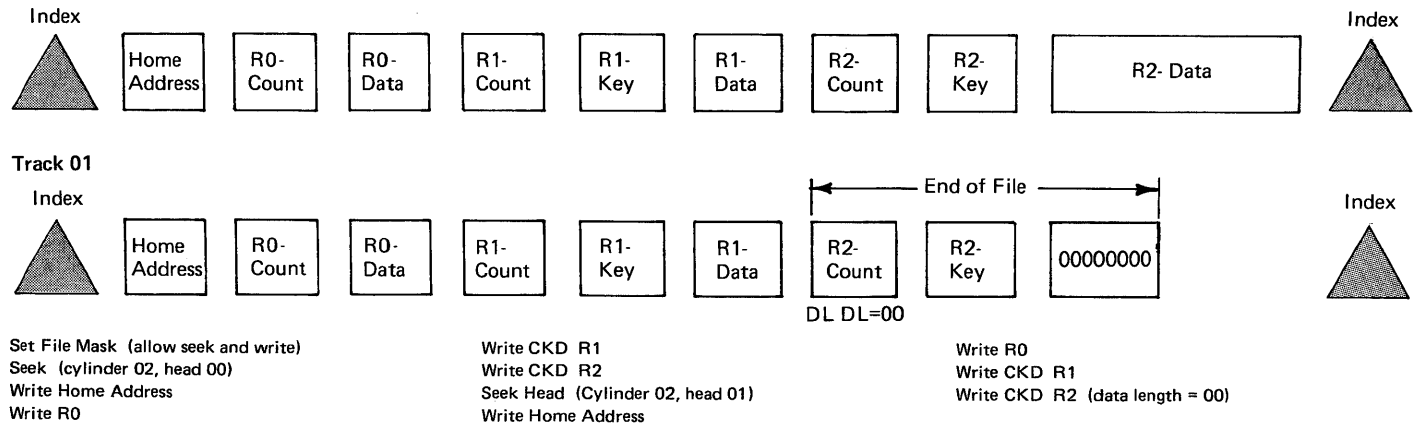 Index
Index
Home
Address
R0-
Count
R0-
Data
R1-
Count
R1-
Key
R1-
Data
R2-
Count
R2-
Key
R2- Data
Track 01
Index
End of File
Index
Home
Address
R0-
Count
R0-
Data
R1-
Count
R1-
Key
R1-
Data
R2-
Count
R2-
Key
00000000
DL DL=00
Set File Mask (allow seek and write)
Seek (cylinder 02, head 00)
Write Home Address
Write R0
Write CKD R1
Write CKD R2
Seek Head (Cylinder 02, head 01)
Write Home Address
Write R0
Write CKD R1
Write CKD R2 (data length = 00)